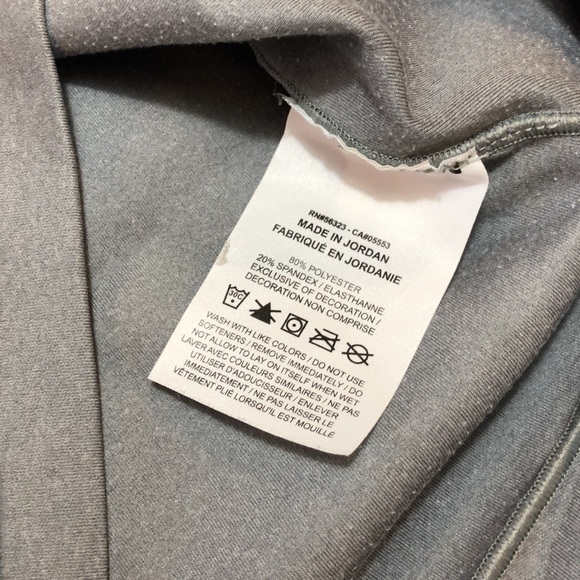 RN#56323 - CA#05553
MADE IN JORDAN
FABRIQUÉ EN JORDANIE
80% POLYESTER
20% SPANDEX / ELASTHANNE
EXCLUSIVE OF DECORATION /
DECORATION NON COMPRISE
30C
WASH WITH LIKE COLORS / DO NOT USE
SOFTENERS / REMOVE IMMEDIATELY / DO
NOT ALLOW TO LAY ON ITSELF WHEN WET
LAVER AVEC COULEURS SIMILAIRES / NE PAS
UTILISER D'ADOUCISSEUR / ENLEVER
IMMÉDIATEMENT / NE PAS LAISSER LE
VÊTEMENT PLIÉ LORSQU'IL EST MOUILLÉ